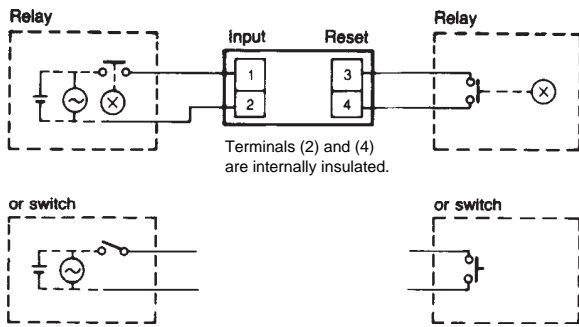 Relay
Input Reset
Relay
1 3
2 4
Terminals (2) and (4)
are internally insulated.
or switch
or switch